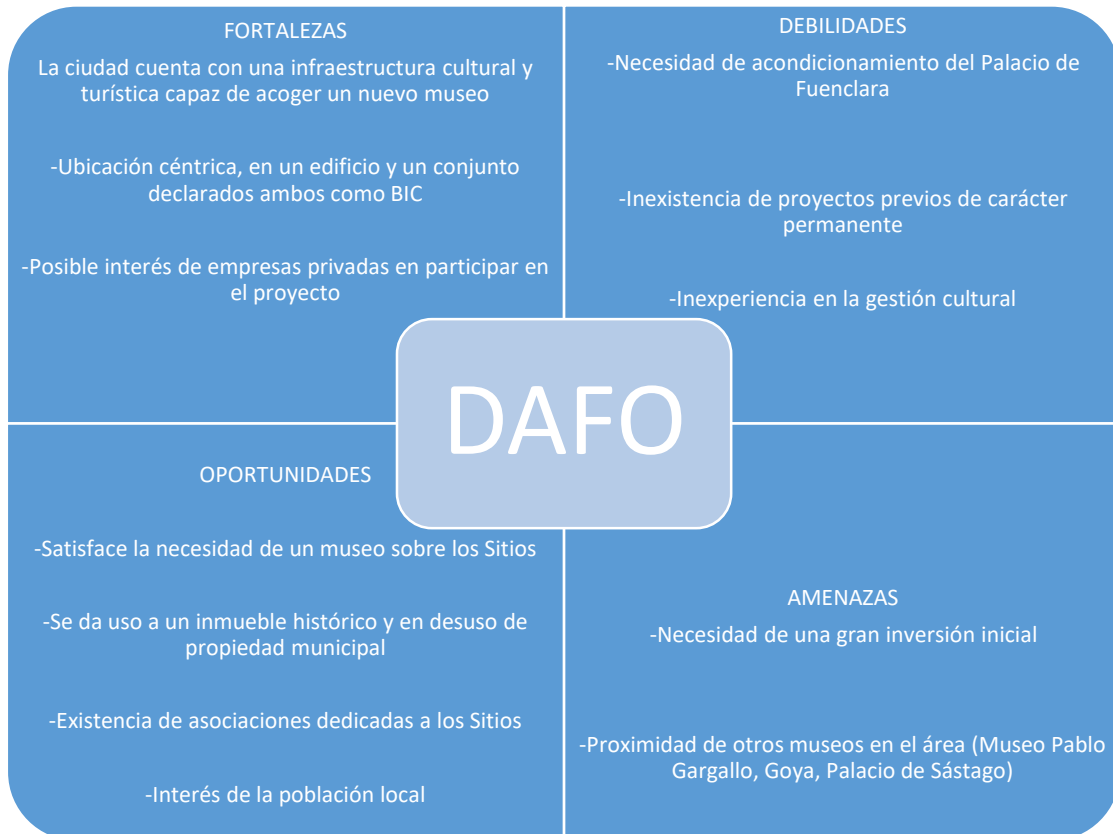 FORTALEZAS
La ciudad cuenta con una infraestructura cultural y
turística capaz de acoger un nuevo museo
-Ubicación céntrica, en un edificio y un conjunto
declarados ambos como BIC
-Posible interés de empresas privadas en participar en
el proyecto
DEBILIDADES
-Necesidad de acondicionamiento del Palacio de
Fuenclara
-Inexistencia de proyectos previos de carácter
permanente
-Inexperiencia en la gestión cultural
DAFO
OPORTUNIDADES
-Satisface la necesidad de un museo sobre los Sitios
-Se da uso a un inmueble histórico y en desuso de
propiedad municipal
-Existencia de asociaciones dedicadas a los Sitios
-Interés de la población local
AMENAZAS
-Necesidad de una gran inversión inicial
-Proximidad de otros museos en el área (Museo Pablo
Gargallo, Goya, Palacio de Sástago)